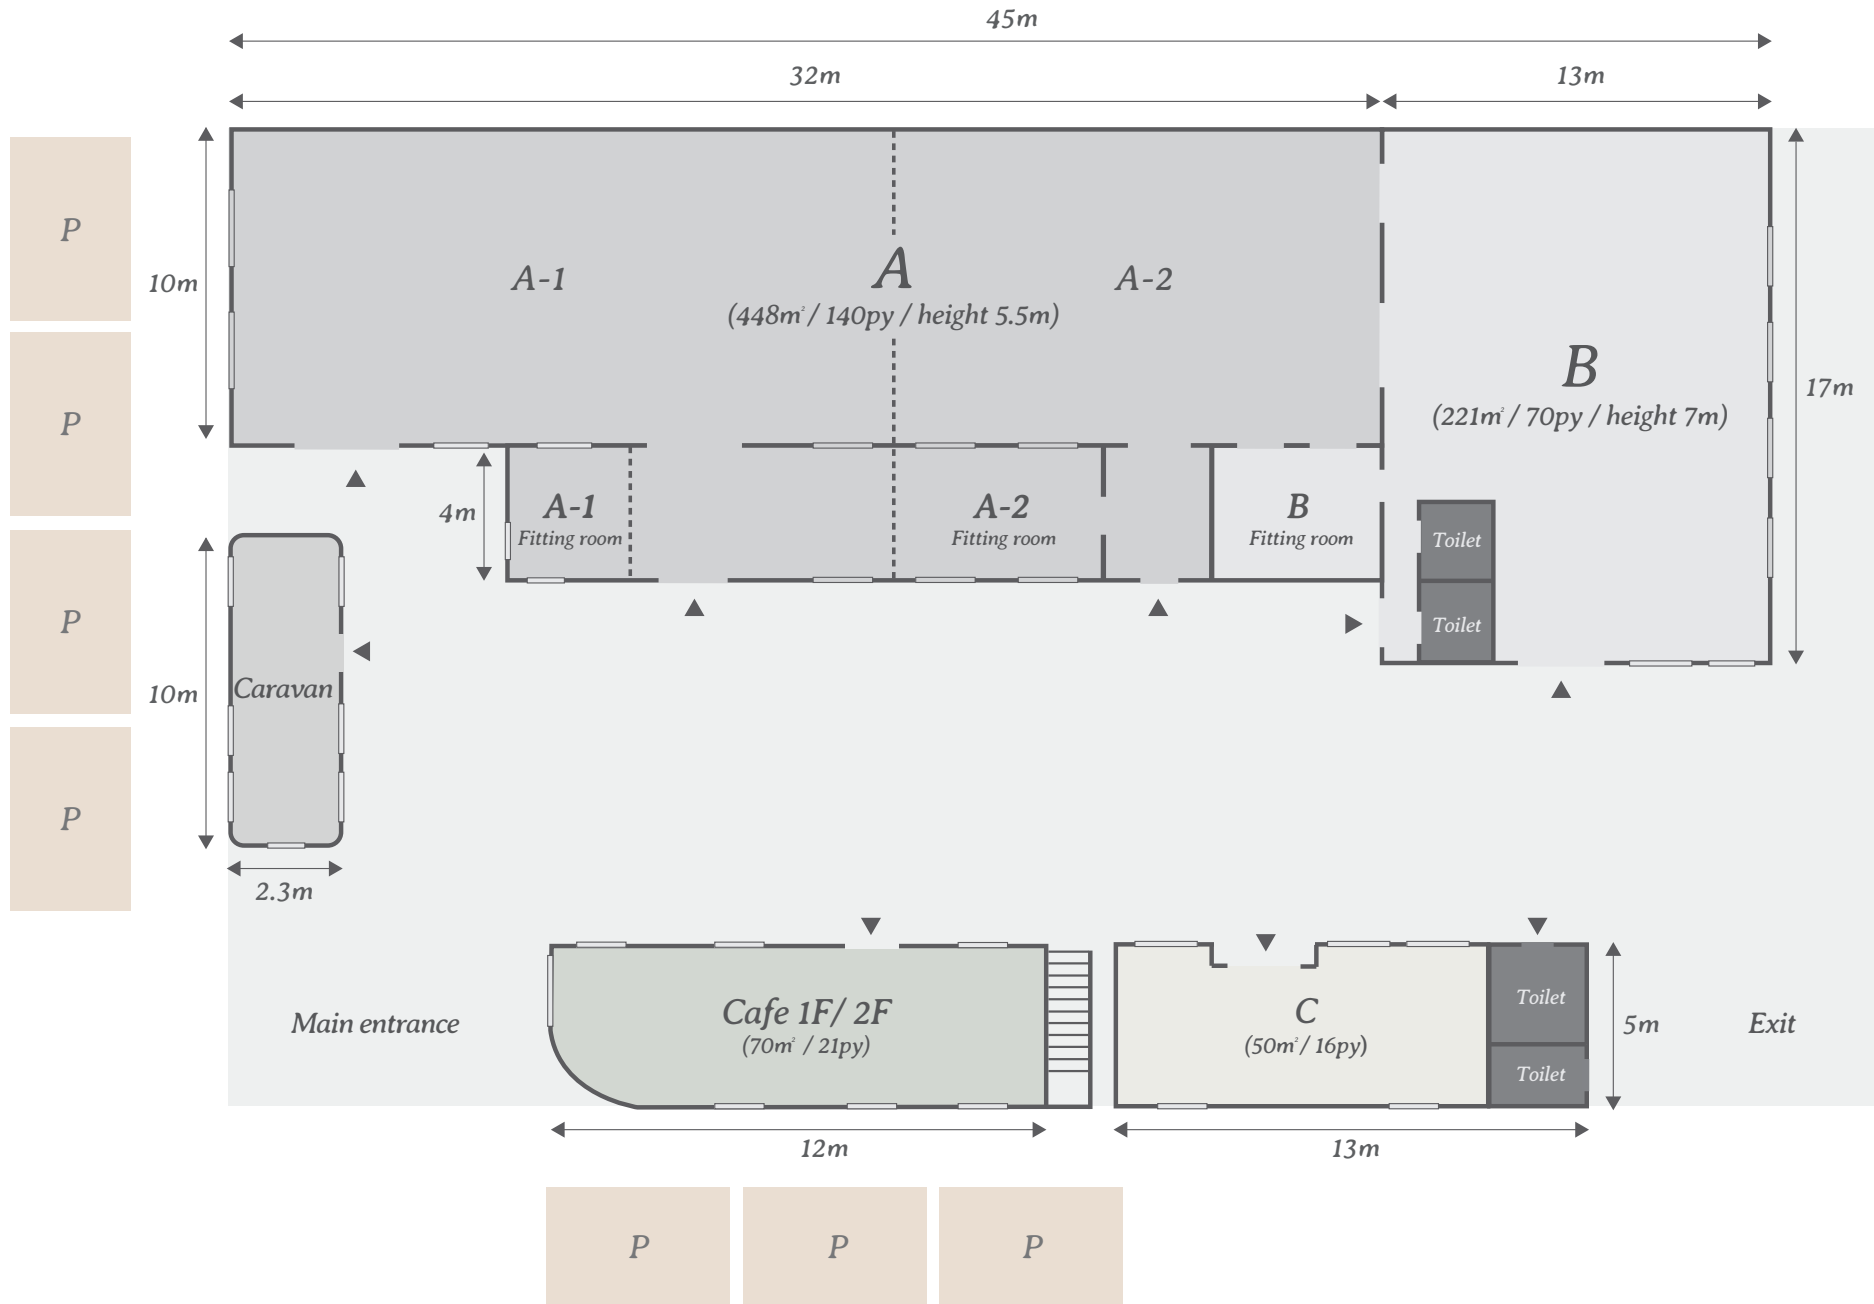 45m
32m
13m
P
10m
A-1
A
A-2
(448m² / 140py / height 5.5m)
B
(221m² / 70py / height 7m)
17m
P
4m
A-1
Fitting room
A-2
Fitting room
B
Fitting room
Toilet
Toilet
P
10m
Caravan
2.3m
P
Main entrance
Cafe 1F/ 2F
(70m² / 21py)
C
(50m² / 16py)
Toilet
Toilet
5m
Exit
12m
13m
P
P
P